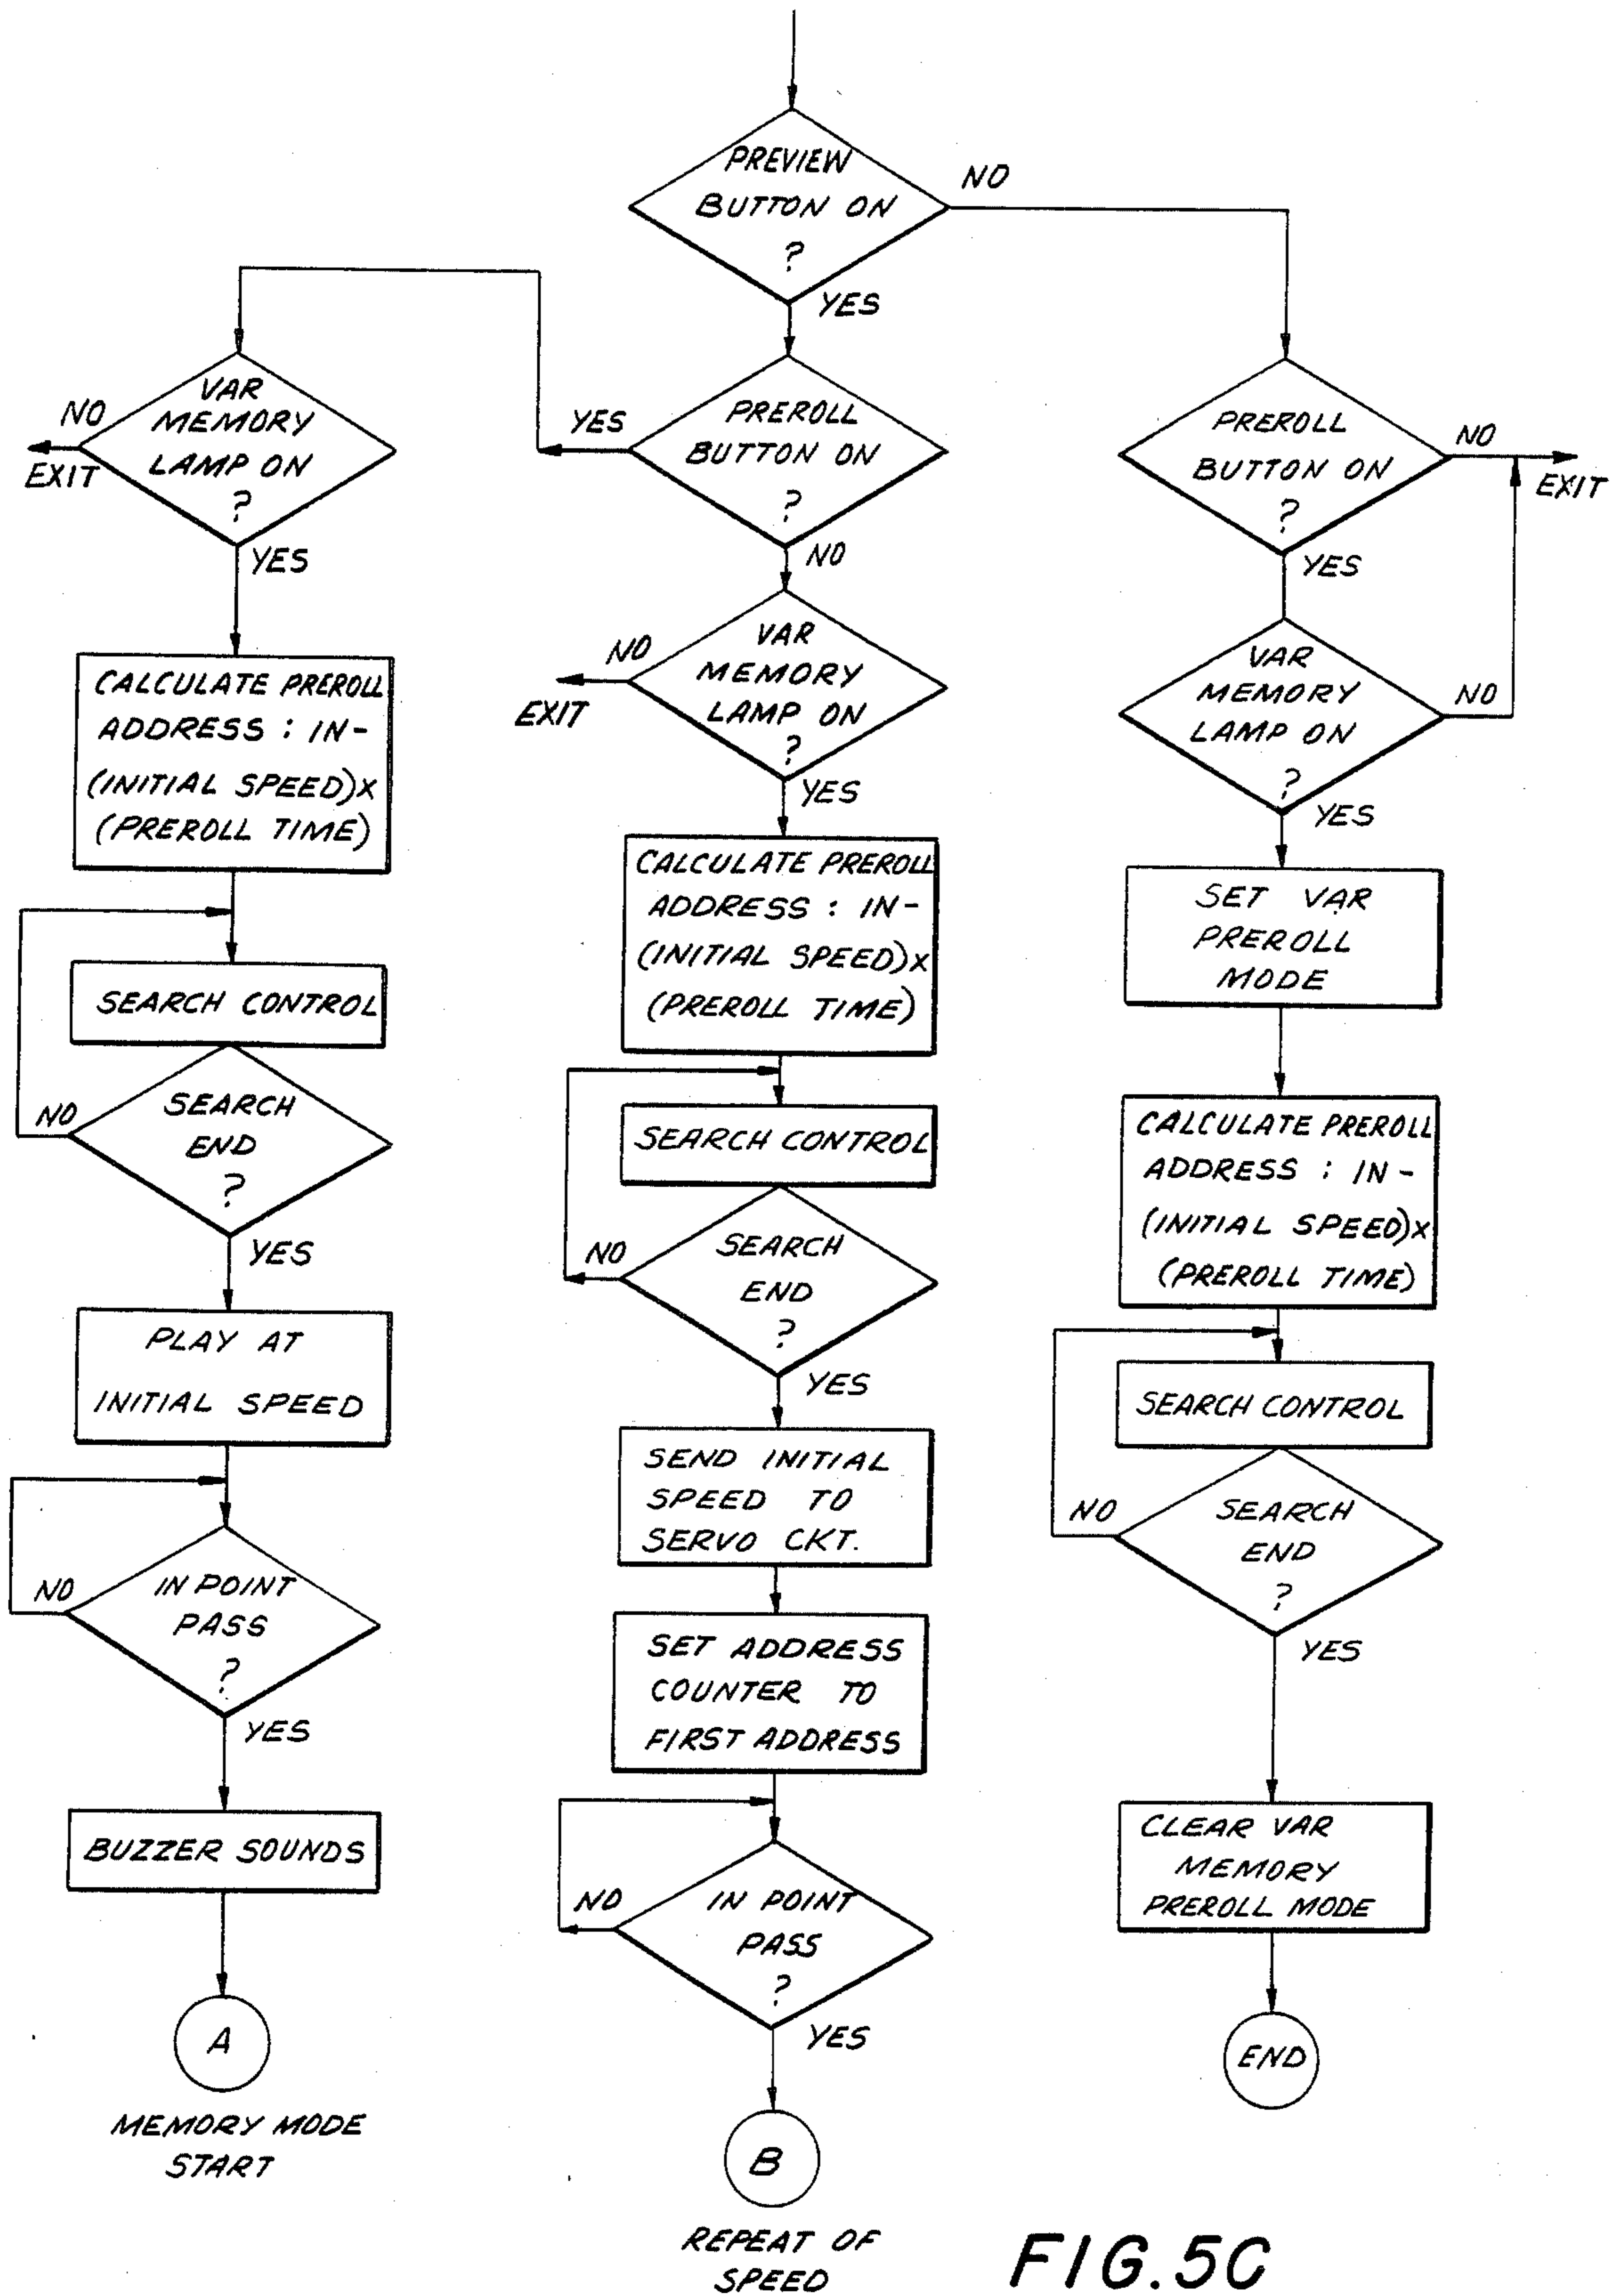 PREVIEW
BUTTON ON
?
NO
YES
VAR
MEMORY
LAMP ON
?
NO
EXIT
YES
CALCULATE PREROLL
ADDRESS : IN-
(INITIAL SPEED)X
(PREROLL TIME)
SEARCH CONTROL
SEARCH
END
?
NO
YES
PLAY AT
INITIAL SPEED
IN POINT
PASS
?
NO
YES
BUZZER SOUNDS
A
MEMORY MODE
START
PREROLL
BUTTON ON
?
YES
NO
VAR
MEMORY
LAMP ON
?
NO
EXIT
YES
CALCULATE PREROLL
ADDRESS : IN-
(INITIAL SPEED)X
(PREROLL TIME)
SEARCH CONTROL
SEARCH
END
?
NO
YES
SEND INITIAL
SPEED TO
SERVO CKT.
SET ADDRESS
COUNTER TO
FIRST ADDRESS
IN POINT
PASS
?
NO
YES
B
REPEAT OF
SPEED
PREROLL
BUTTON ON
?
NO
EXIT
YES
VAR
MEMORY
LAMP ON
?
NO
YES
SET VAR
PREROLL
MODE
CALCULATE PREROLL
ADDRESS : IN-
(INITIAL SPEED)X
(PREROLL TIME)
SEARCH CONTROL
SEARCH
END
?
NO
YES
CLEAR VAR
MEMORY
PREROLL MODE
END
FIG.5C